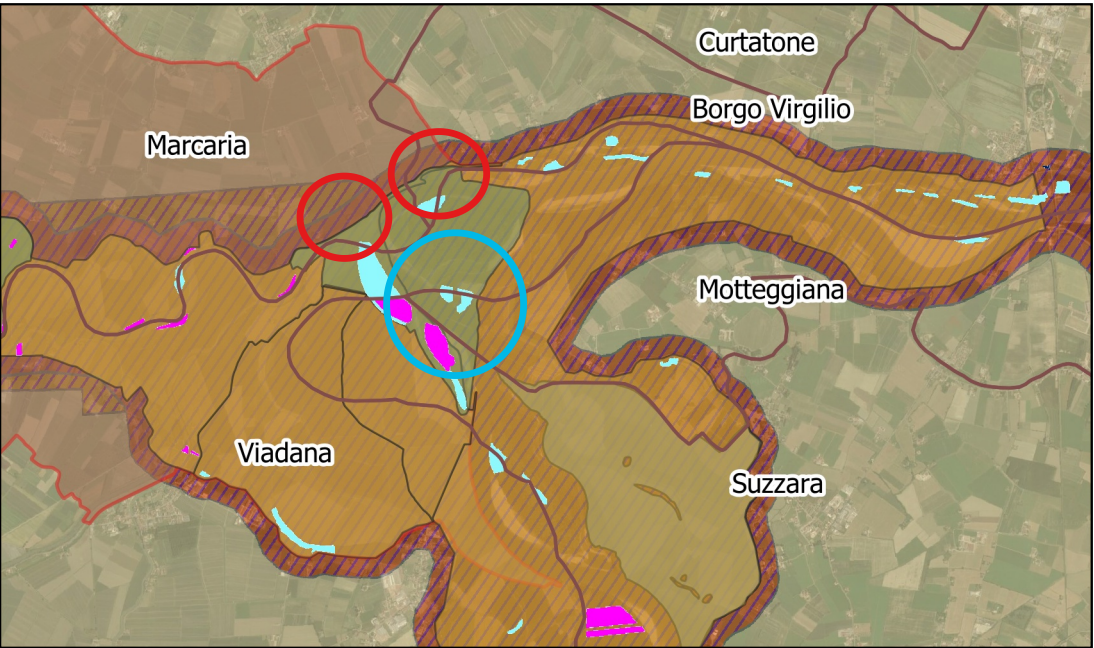 Curtatone
Borgo Virgilio
Marcaria
Motteggiana
Viadana
Suzzara